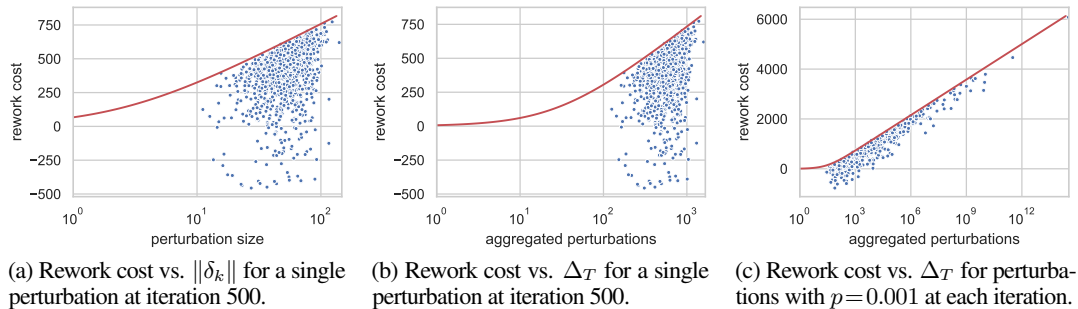 750
500
250
0
−250
−500
rework cost
10^0
10^1
10^2
perturbation size
750
500
250
0
−250
−500
rework cost
10^0
10^1
10^2
10^3
aggregated perturbations
6000
4000
2000
0
rework cost
10^0
10^3
10^6
10^9
10^12
aggregated perturbations
(a) Rework cost vs. ‖δ_k‖ for a single
perturbation at iteration 500.
(b) Rework cost vs. Δ_T for a single
perturbation at iteration 500.
(c) Rework cost vs. Δ_T for perturba-
tions with p=0.001 at each iteration.